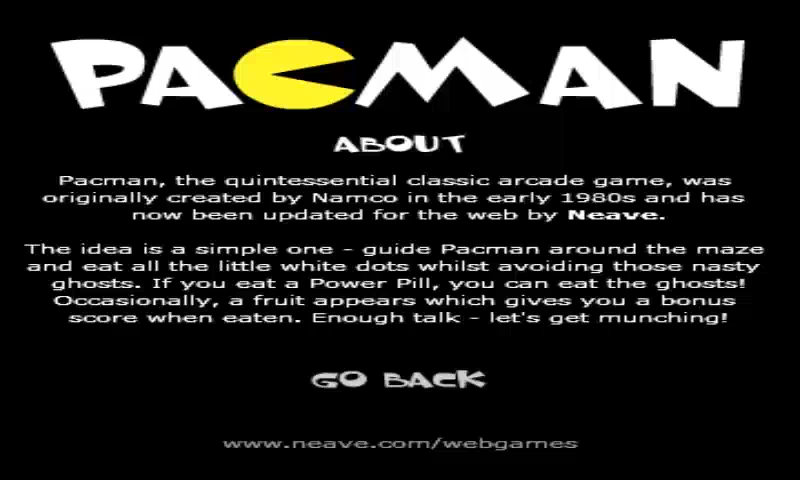 PACMAN
ABOUT
Pacman, the quintessential classic arcade game, was
originally created by Namco in the early 1980s and has
now been updated for the web by Neave.
The idea is a simple one - guide Pacman around the maze
and eat all the little white dots whilst avoiding those nasty
ghosts. If you eat a Power Pill, you can eat the ghosts!
Occasionally, a fruit appears which gives you a bonus
score when eaten. Enough talk - let's get munching!
GO BACK
www.neave.com/webgames